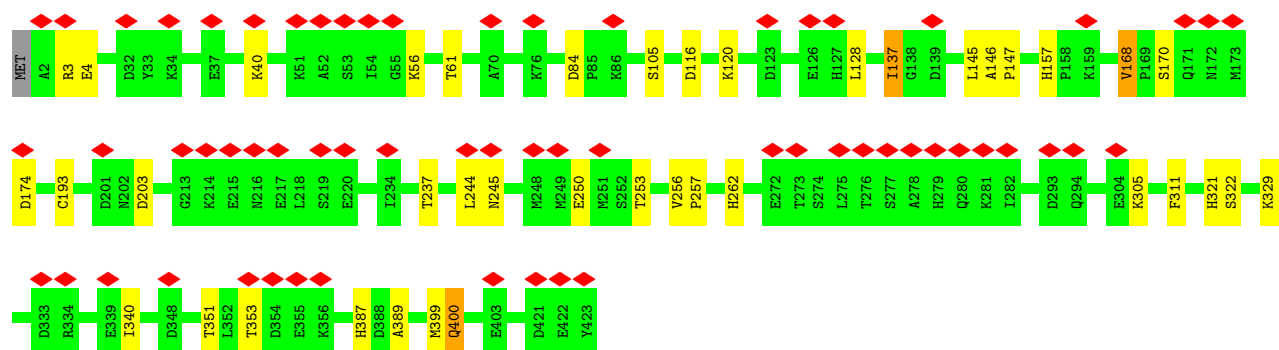 MET A2 R3 E4 D32 Y33 K34 E37 K40 K51 A52 S53 I54 G55 K56 T61 A70 K76 D84 P85 K86 S105 D116 K120 D123 E126 H127 L128 I137 G138 D139 L145 A146 P147 H157 P158 K159 V168 P169 S170 Q171 N172 M173
D174 C193 D201 N202 D203 G213 K214 E215 N216 E217 L218 S219 E220 I234 T237 L244 N245 M248 M249 E250 M251 S252 T253 V256 P257 H262 E272 T273 S274 L275 T276 S277 A278 H279 Q280 K281 I282 D293 Q294 E304 K305 F311 H321 S322 K329
D333 R334 E339 I340 D348 T351 L352 T353 D354 E355 K356 H387 D388 A389 M399 Q400 E403 D421 E422 Y423